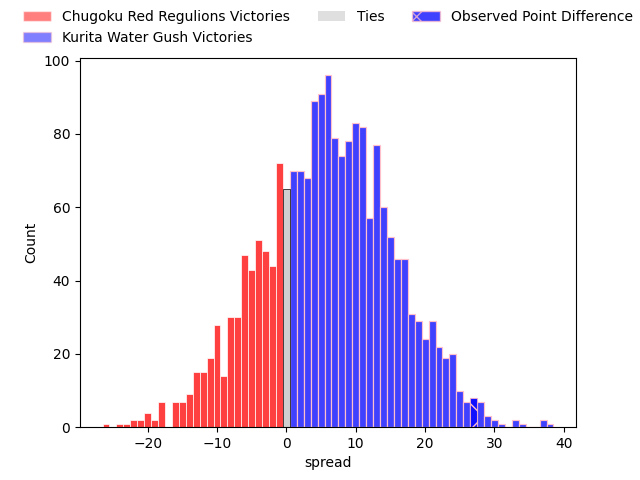 Chugoku Red Regulions Victories
Ties
Observed Point Difference
Kurita Water Gush Victories
100
80
60
40
20
0
Count
−20
−10
0
10
20
30
40
spread